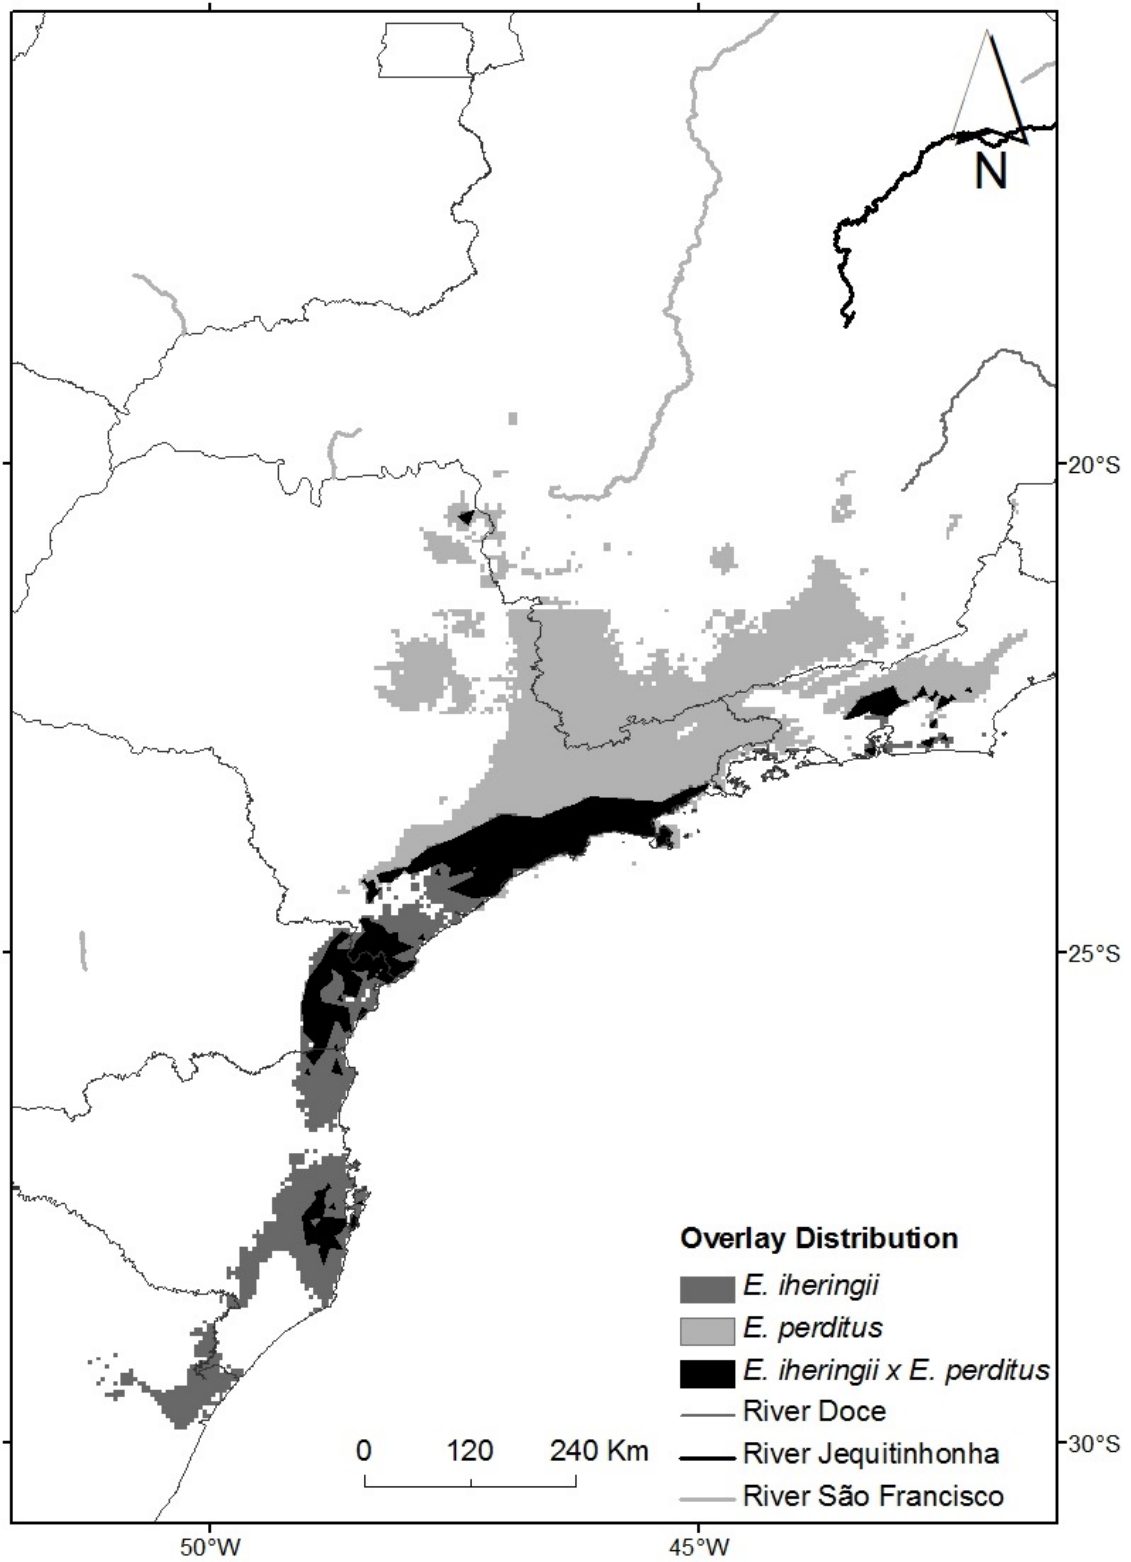 N
20°S
25°S
Overlay Distribution
E. iheringii
E. perditus
E. iheringii x E. perditus
River Doce
River Jequitinhonha
River São Francisco
0 120 240 Km
30°S
50°W 45°W